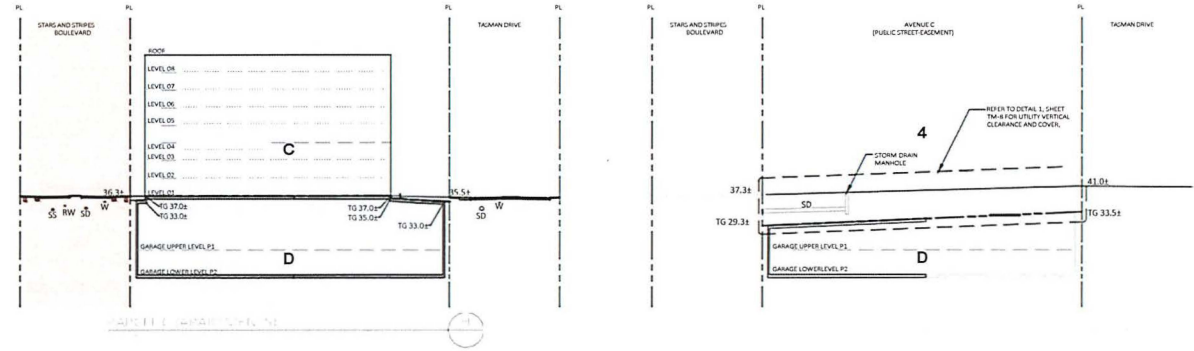 PL
PL
PL
PL
STARS AND STRIPES
BOULEVARD
TASMAN DRIVE
ROOF
LEVEL 08
LEVEL 07
LEVEL 06
LEVEL 05
LEVEL 04
LEVEL 03
LEVEL 02
LEVEL 01
C
36.3±
35.5±
SS
RW
SD
W
TG 37.0±
TG 33.0±
TG 37.0±
TG 35.0±
TG 33.0±
W
SD
GARAGE UPPER LEVEL P1
D
GARAGE LOWER LEVEL P2
PL
PL
PL
STARS AND STRIPES
BOULEVARD
AVENUE C
(PUBLIC STREET-EASEMENT)
TASMAN DRIVE
4
REFER TO DETAIL 1, SHEET
TM-8 FOR UTILITY VERTICAL
CLEARANCE AND COVER,
STORM DRAIN
MANHOLE
37.3±
41.0±
SD
TG 29.3±
TG 33.5±
GARAGE UPPER LEVEL P1
D
GARAGE LOWERLEVEL P2